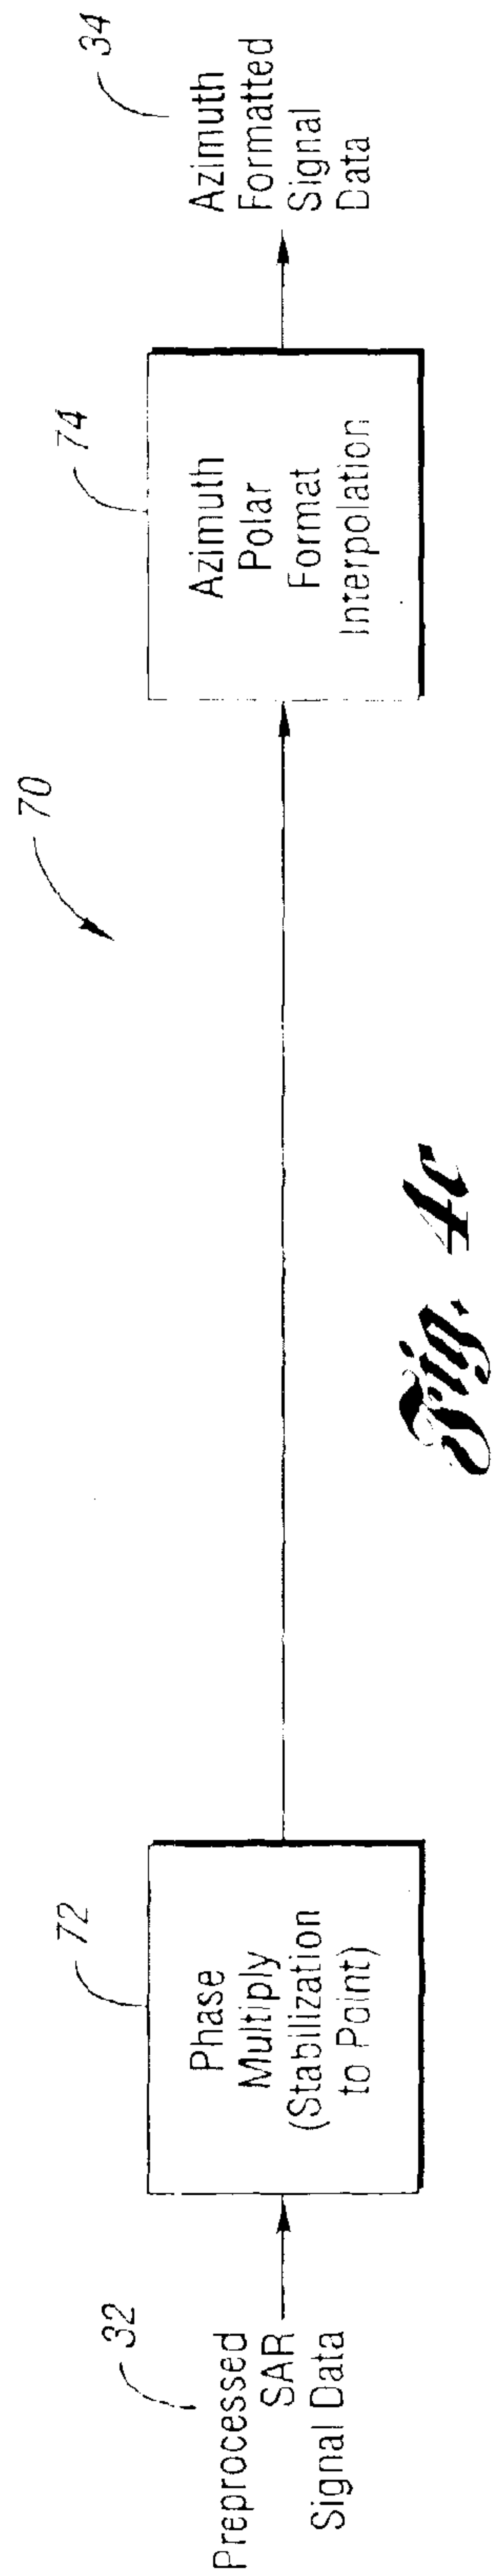 32
Preprocessed
SAR
Signal Data
72
Phase
Multiply
(Stabilization
to Point)
70
74
Azimuth
Polar
Format
Interpolation
34
Azimuth
Formatted
Signal
Data
Fig. 4c